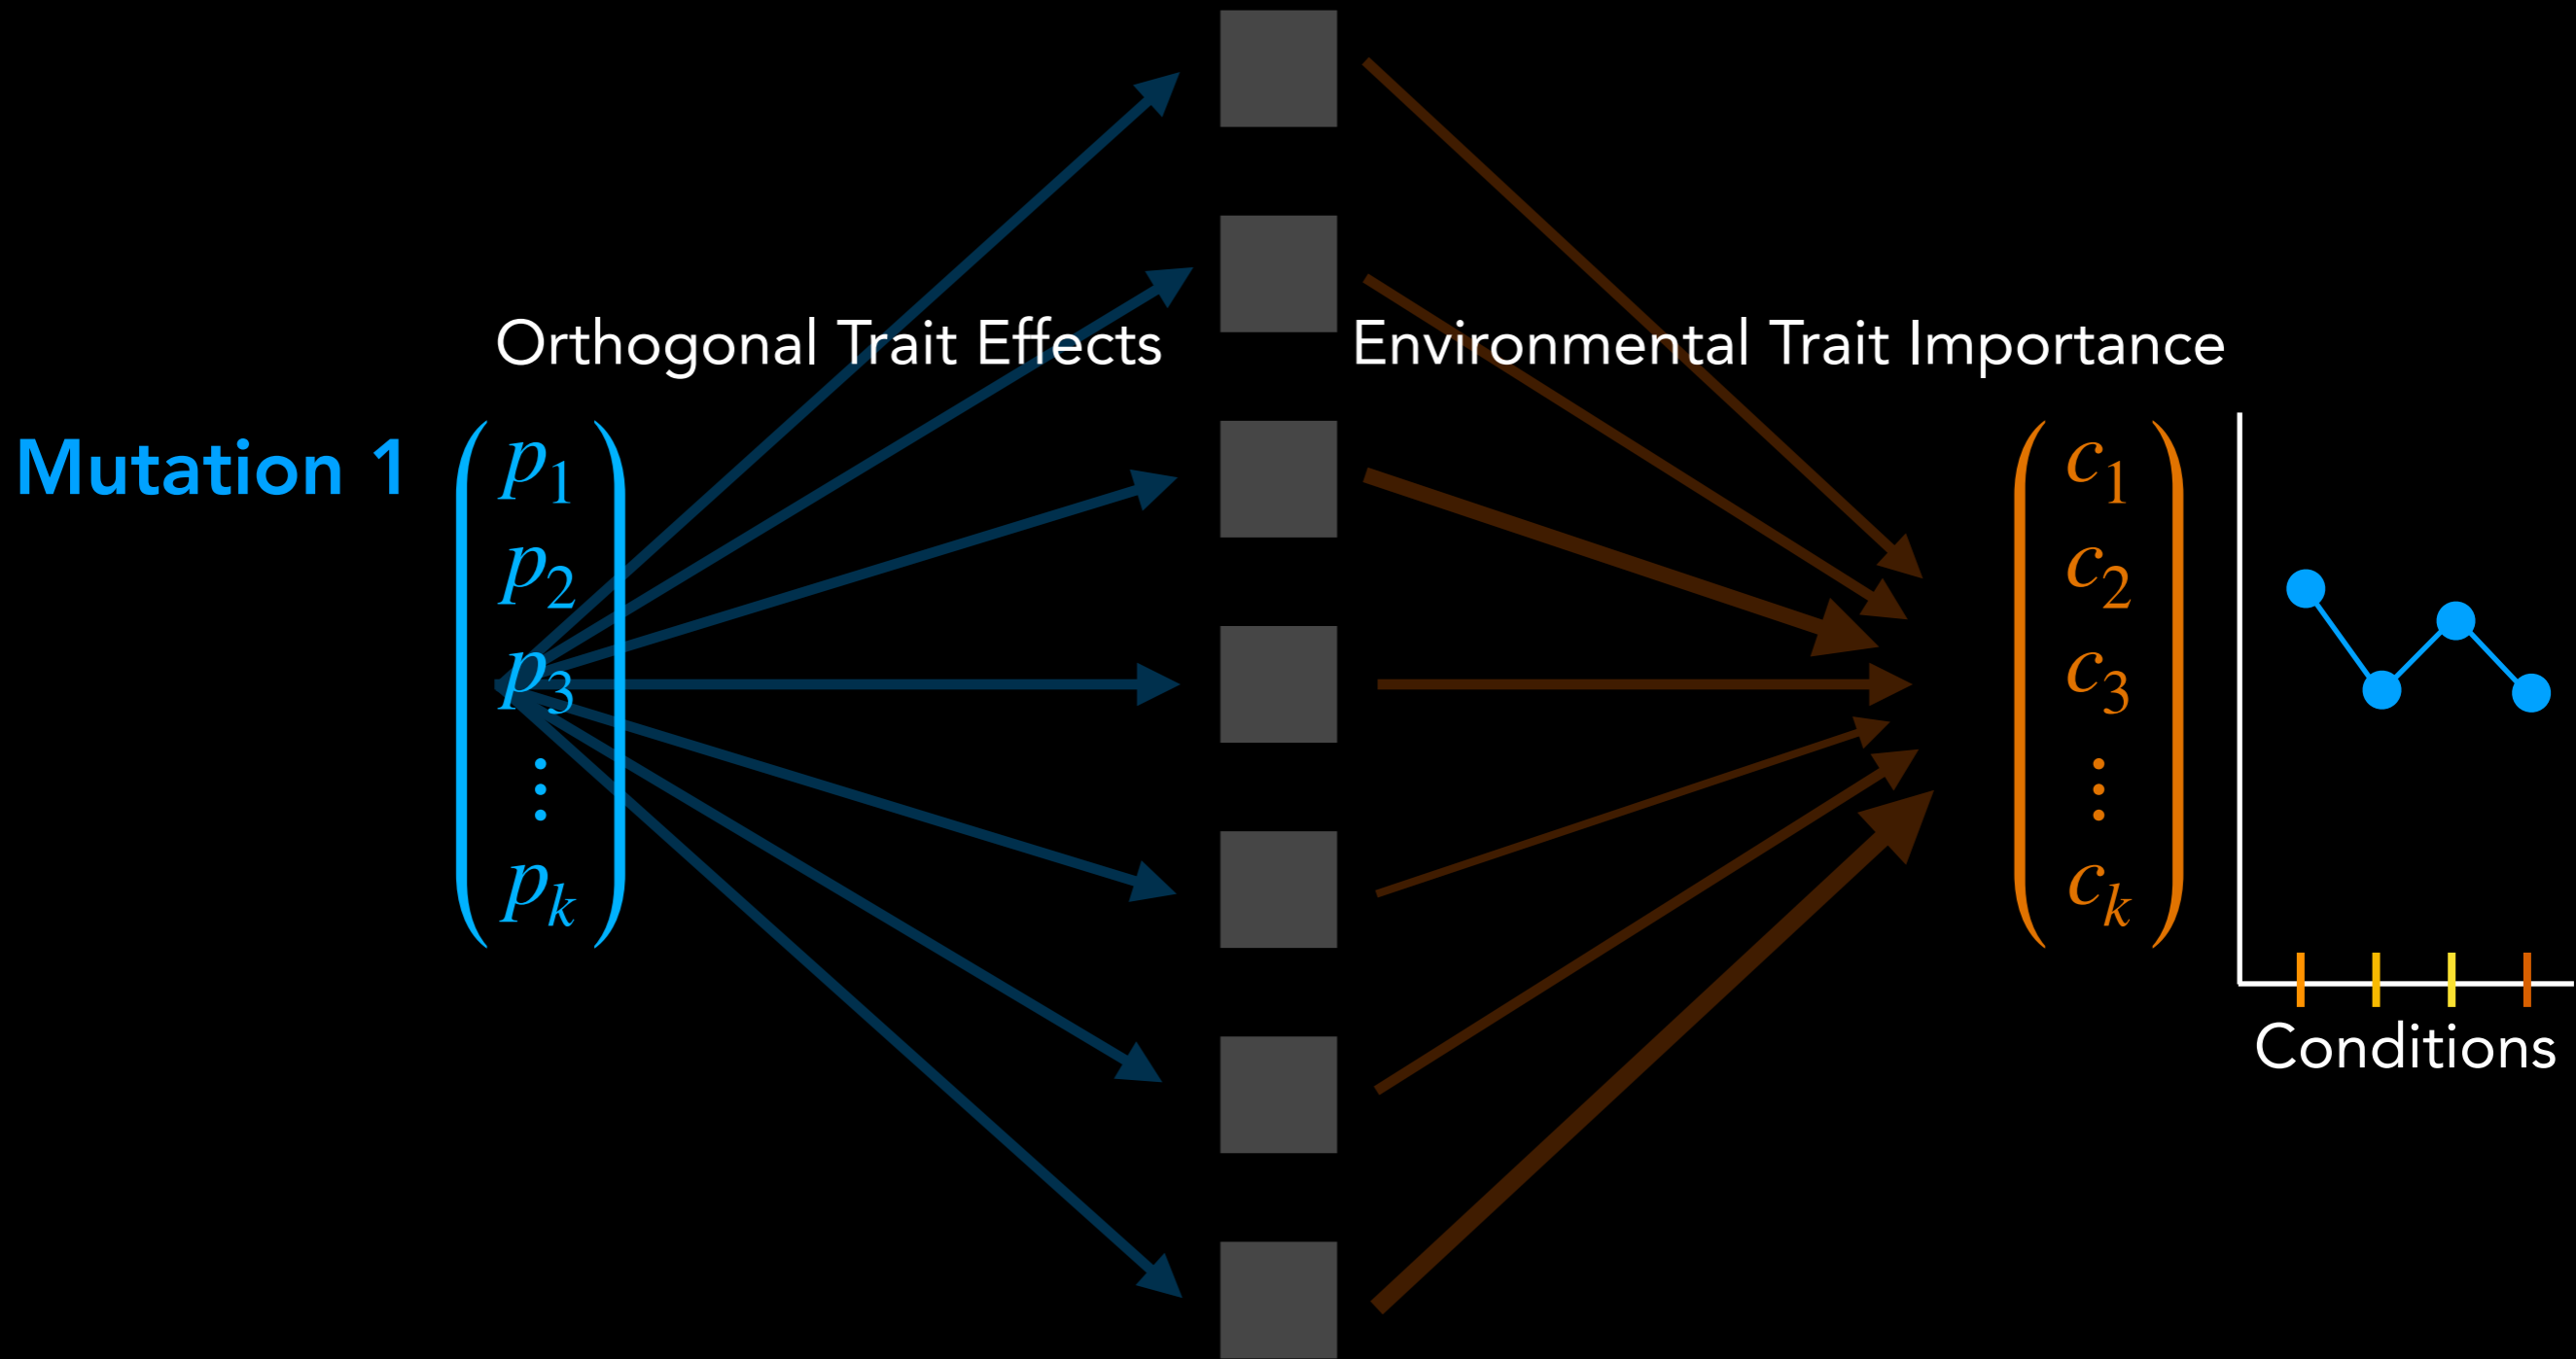 Orthogonal Trait Effects
Environmental Trait Importance
Mutation 1
p1
p2
p3
⋮
pk
c1
c2
c3
⋮
ck
Conditions